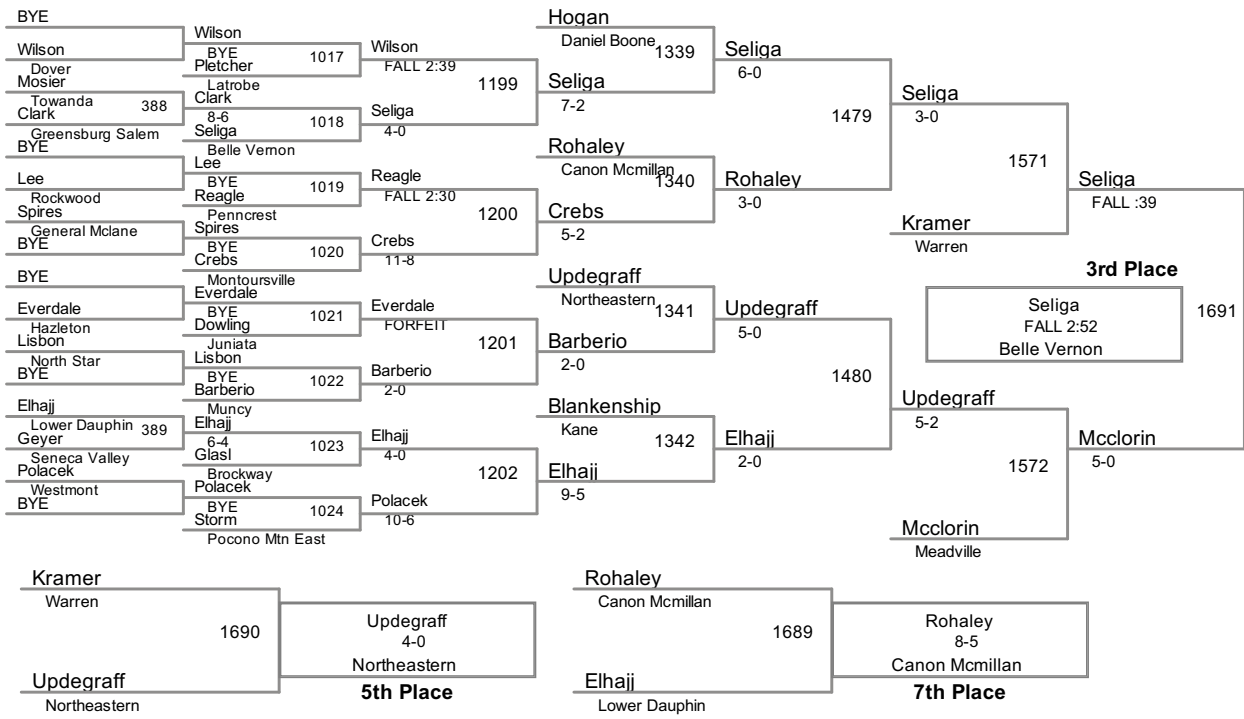 BYE
Wilson
Dover
Mosier
Towanda
388
Clark
Greensburg Salem
BYE
Lee
Rockwood
Spires
General Mclane
BYE
BYE
Everdale
Hazleton
Lisbon
North Star
BYE
Elhajj
Lower Dauphin
389
Geyer
Seneca Valley
Polacek
Westmont
BYE
Wilson
BYE
1017
Pletcher
Latrobe
Clark
8-6
1018
Seliga
Belle Vernon
Lee
BYE
1019
Reagle
Penncrest
Spires
BYE
1020
Crebs
Montoursville
Everdale
BYE
1021
Dowling
Juniata
Lisbon
BYE
1022
Barberio
Muncy
Elhajj
6-4
1023
Glasl
Brockway
Polacek
BYE
1024
Storm
Pocono Mtn East
Wilson
FALL 2:39
1199
Seliga
4-0
Reagle
FALL 2:30
1200
Crebs
11-8
Everdale
FORFEIT
1201
Barberio
2-0
Elhajj
4-0
1202
Polacek
10-6
Hogan
Daniel Boone
1339
Seliga
7-2
Rohaley
Canon Mcmillan
1340
Crebs
5-2
Updegraff
Northeastern
1341
Barberio
2-0
Blankenship
Kane
1342
Elhajj
9-5
Seliga
6-0
1479
Rohaley
3-0
Updegraff
5-0
1480
Elhajj
2-0
Seliga
3-0
1571
Kramer
Warren
Updegraff
5-2
1572
Mcclorin
Meadville
Seliga
FALL :39
3rd Place
Seliga
FALL 2:52
Belle Vernon
1691
Mcclorin
5-0
Kramer
Warren
1690
Updegraff
Northeastern
Updegraff
4-0
Northeastern
5th Place
Rohaley
Canon Mcmillan
1689
Elhajj
Lower Dauphin
Rohaley
8-5
Canon Mcmillan
7th Place